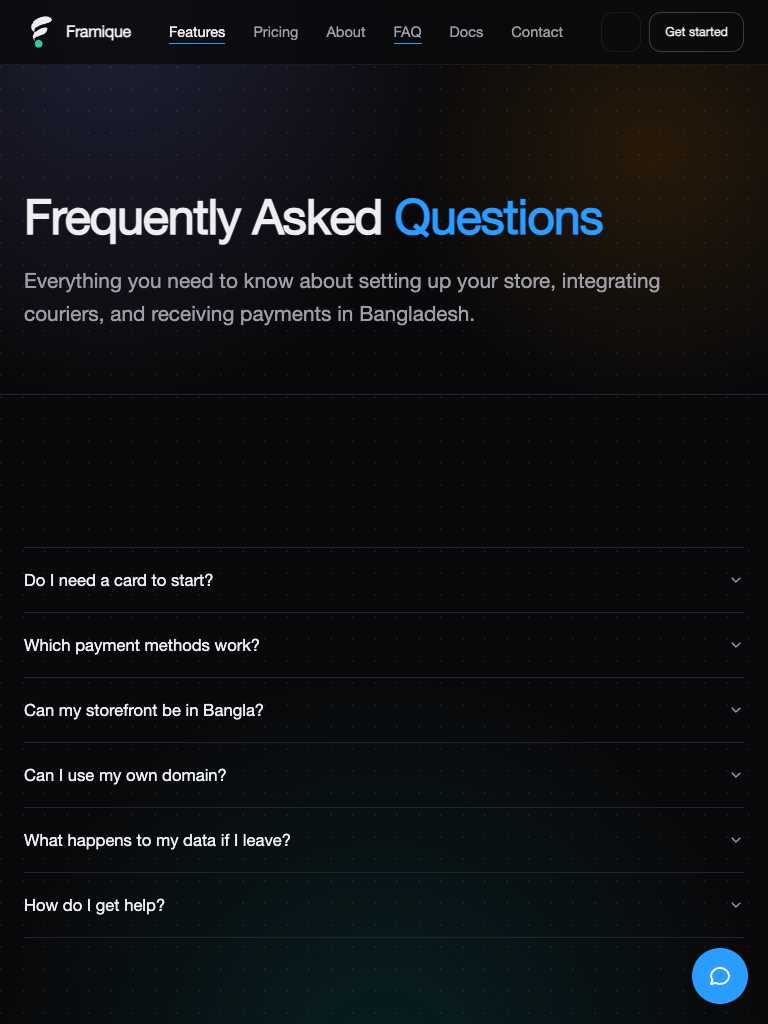 Framique
Features
Pricing
About
FAQ
Docs
Contact
Get started
Frequently Asked Questions
Everything you need to know about setting up your store, integrating
couriers, and receiving payments in Bangladesh.
Do I need a card to start?
Which payment methods work?
Can my storefront be in Bangla?
Can I use my own domain?
What happens to my data if I leave?
How do I get help?